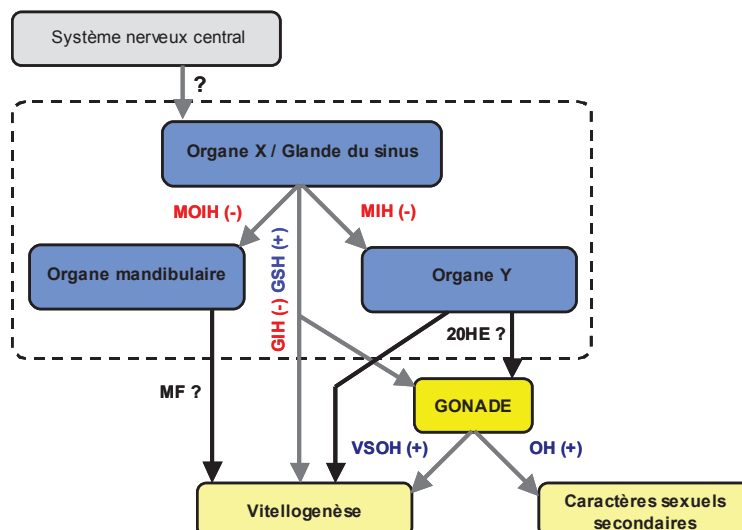 Système nerveux central
?
Organe X / Glande du sinus
MOIH (-)
MIH (-)
GIH (-) GSH (+)
Organe mandibulaire
Organe Y
20HE ?
MF ?
GONADE
VSOH (+)
OH (+)
Vitellogenèse
Caractères sexuels
secondaires